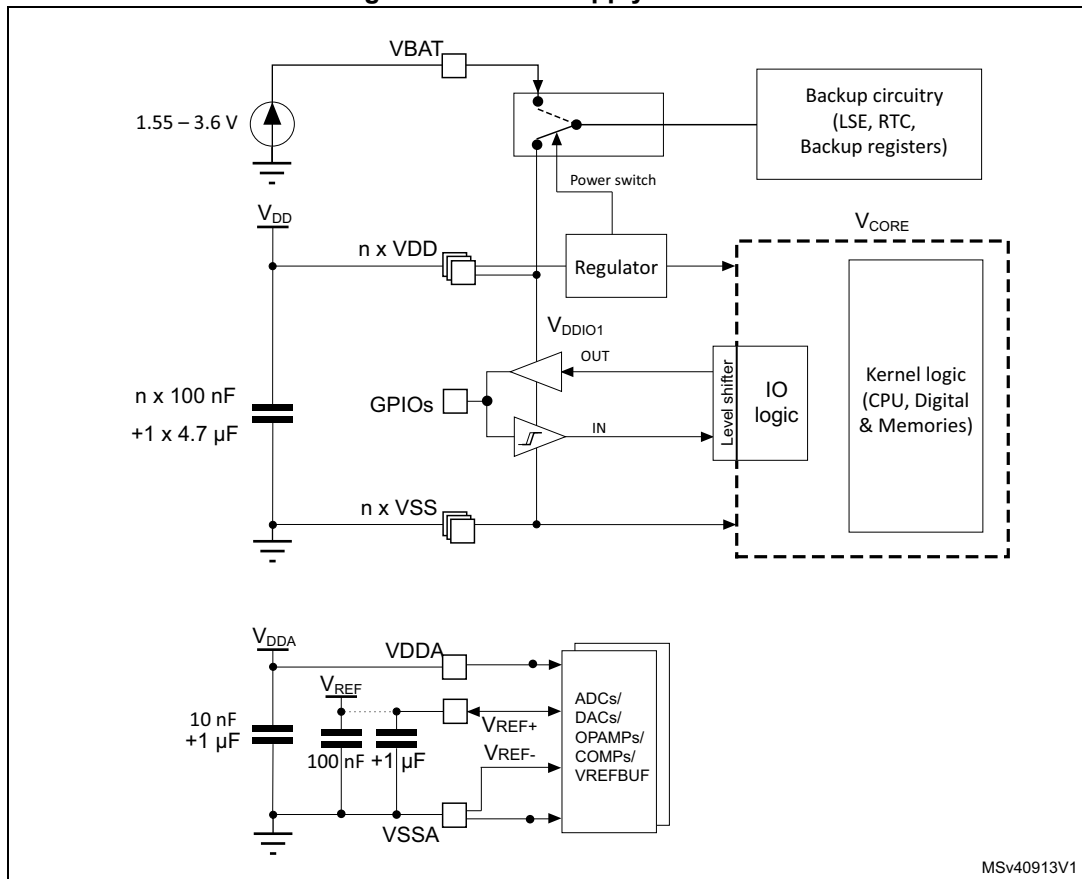 VBAT
1.55 – 3.6 V
Backup circuitry
(LSE, RTC,
Backup registers)
Power switch
VDD
n x VDD
Regulator
VCORE
VDDIO1
OUT
n x 100 nF
+1 x 4.7 µF
GPIOs
IN
Level shifter
IO
logic
Kernel logic
(CPU, Digital
& Memories)
n x VSS
VDDA
VDDA
VREF
10 nF
+1 µF
100 nF
+1 µF
VREF+
VREF-
ADCs/
DACs/
OPAMPs/
COMPs/
VREFBUF
VSSA
MSv40913V1